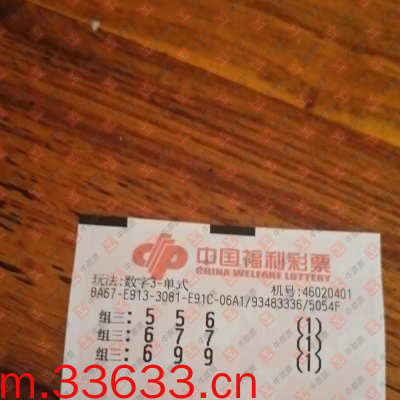 中国福利彩票
CHINA WELFARE LOTTERY
玩法:数字3-单式 机号:46020401
BA67-E913-3081-E91C-06A1/93483336/5054F
组三: 5 5 6 (1)
组三: 6 7 7 (1)
组三: 6 9 9 (1)
m.33633.cn